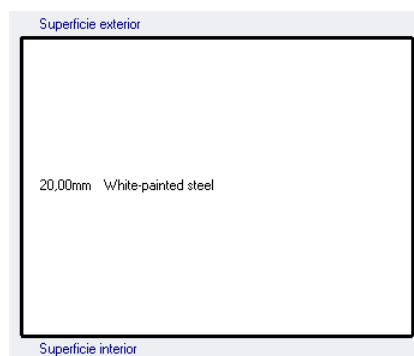 Superficie exterior
20,00mm White-painted steel
Superficie interior